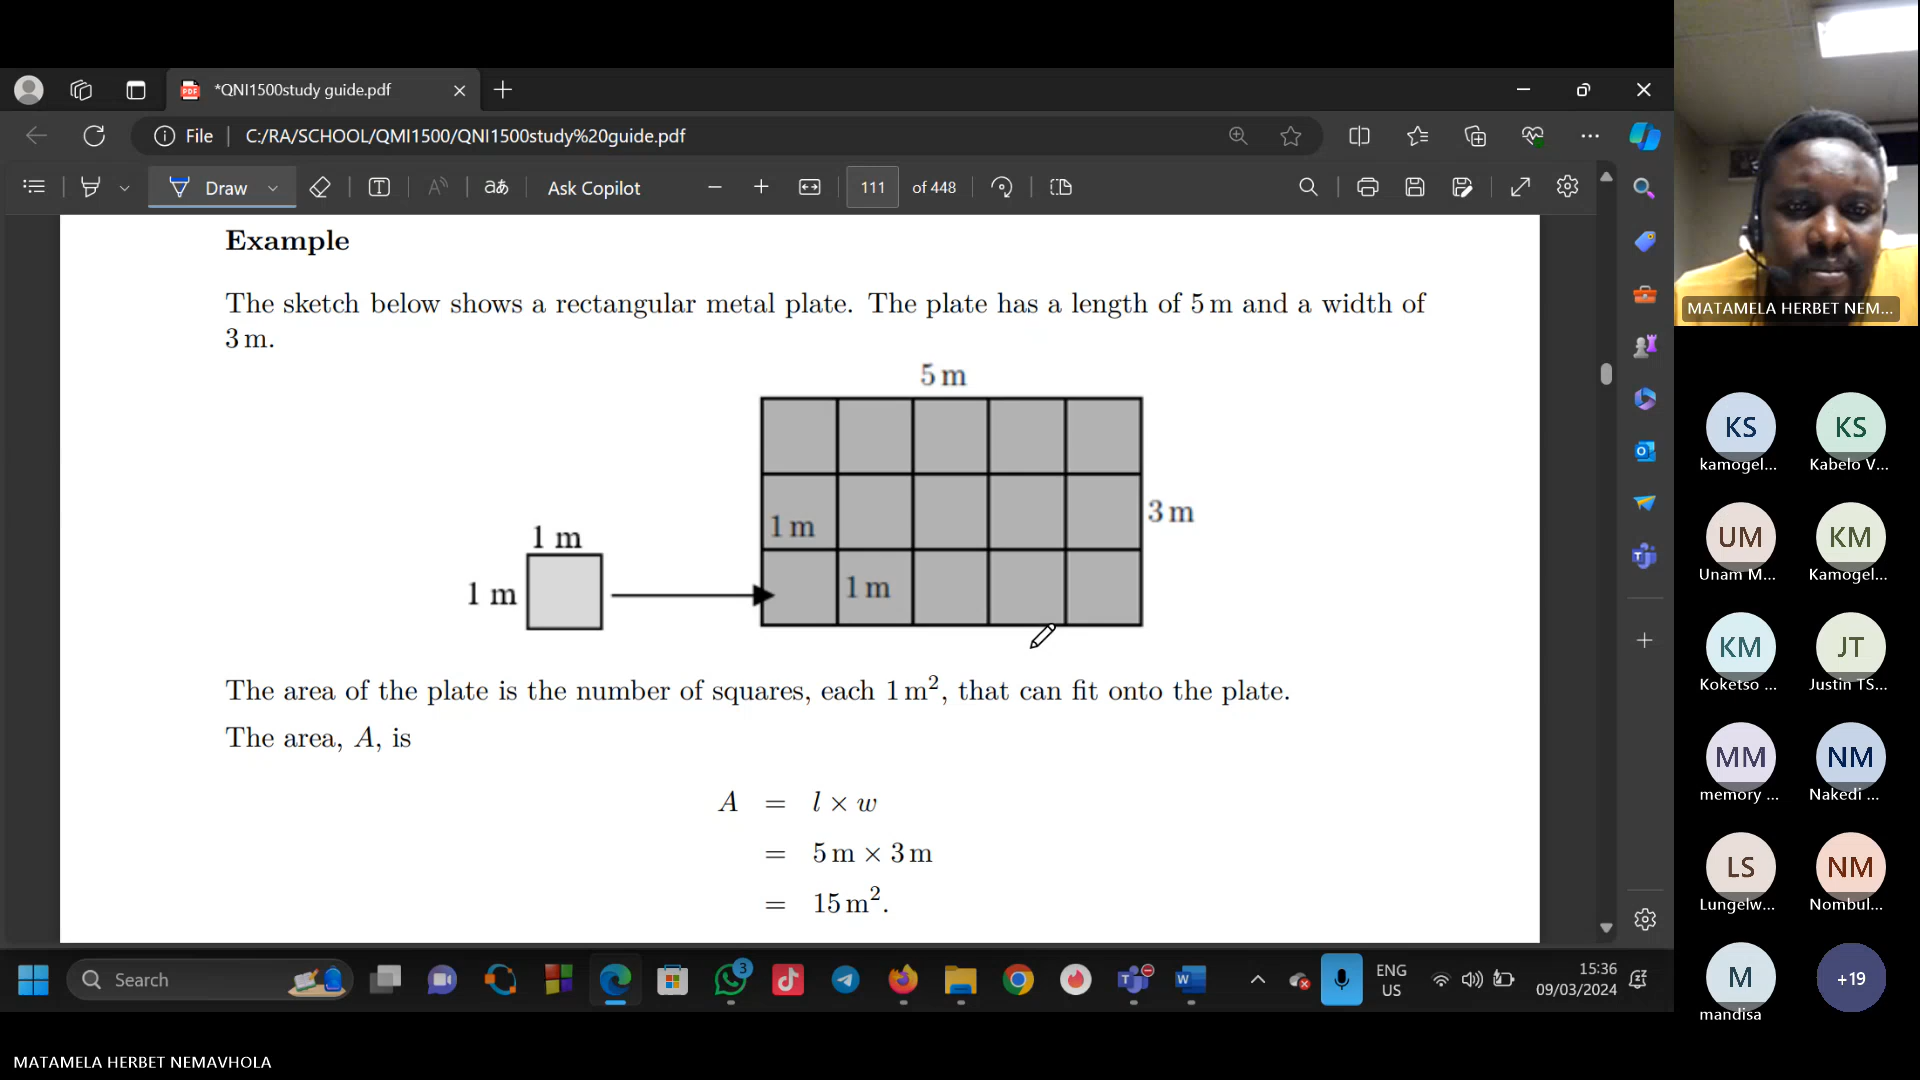 *QNI1500study guide.pdf
File
C:/RA/SCHOOL/QMI1500/QNI1500study%20guide.pdf
Draw
Ask Copilot
111
of 448
Example
The sketch below shows a rectangular metal plate. The plate has a length of 5 m and a width of
3 m.
5 m
3 m
1 m
1 m
1 m
1 m
The area of the plate is the number of squares, each 1 m², that can fit onto the plate.
The area, A, is
A = l × w
= 5 m × 3 m
= 15 m².
Search
3
ENG
US
15:36
09/03/2024
MATAMELA HERBET NEMAVHOLA
MATAMELA HERBET NEM...
KS
kamogel...
KS
Kabelo V...
UM
Unam M...
KM
Kamogel...
KM
Koketso ...
JT
Justin TS...
MM
memory ...
NM
Nakedi ...
LS
Lungelw...
NM
Nombul...
M
mandisa
+19